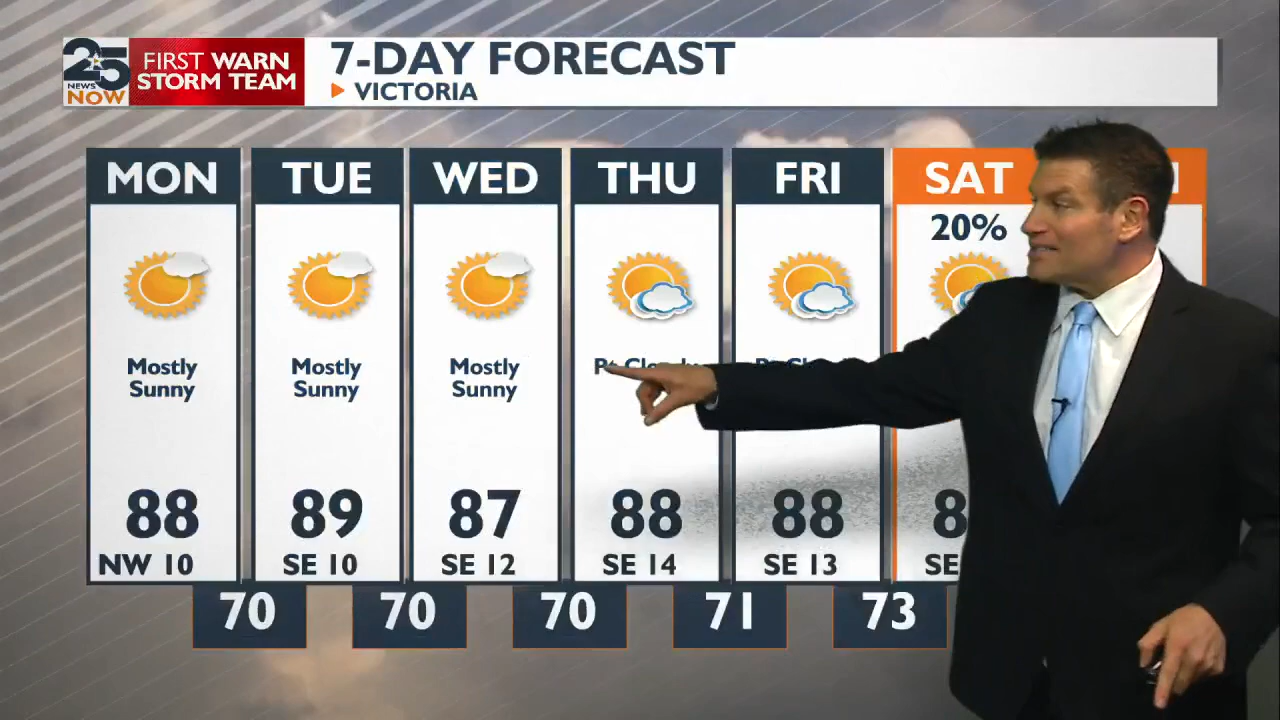 25
NEWS
NOW
FIRST WARN
STORM TEAM
7-DAY FORECAST
VICTORIA
MON TUE WED THU FRI SAT
20%
Mostly Mostly Mostly
Sunny Sunny Sunny
88 89 87 88 88
NW 10 SE 10 SE 12 SE 14 SE 13 SE
70 70 70 71 73